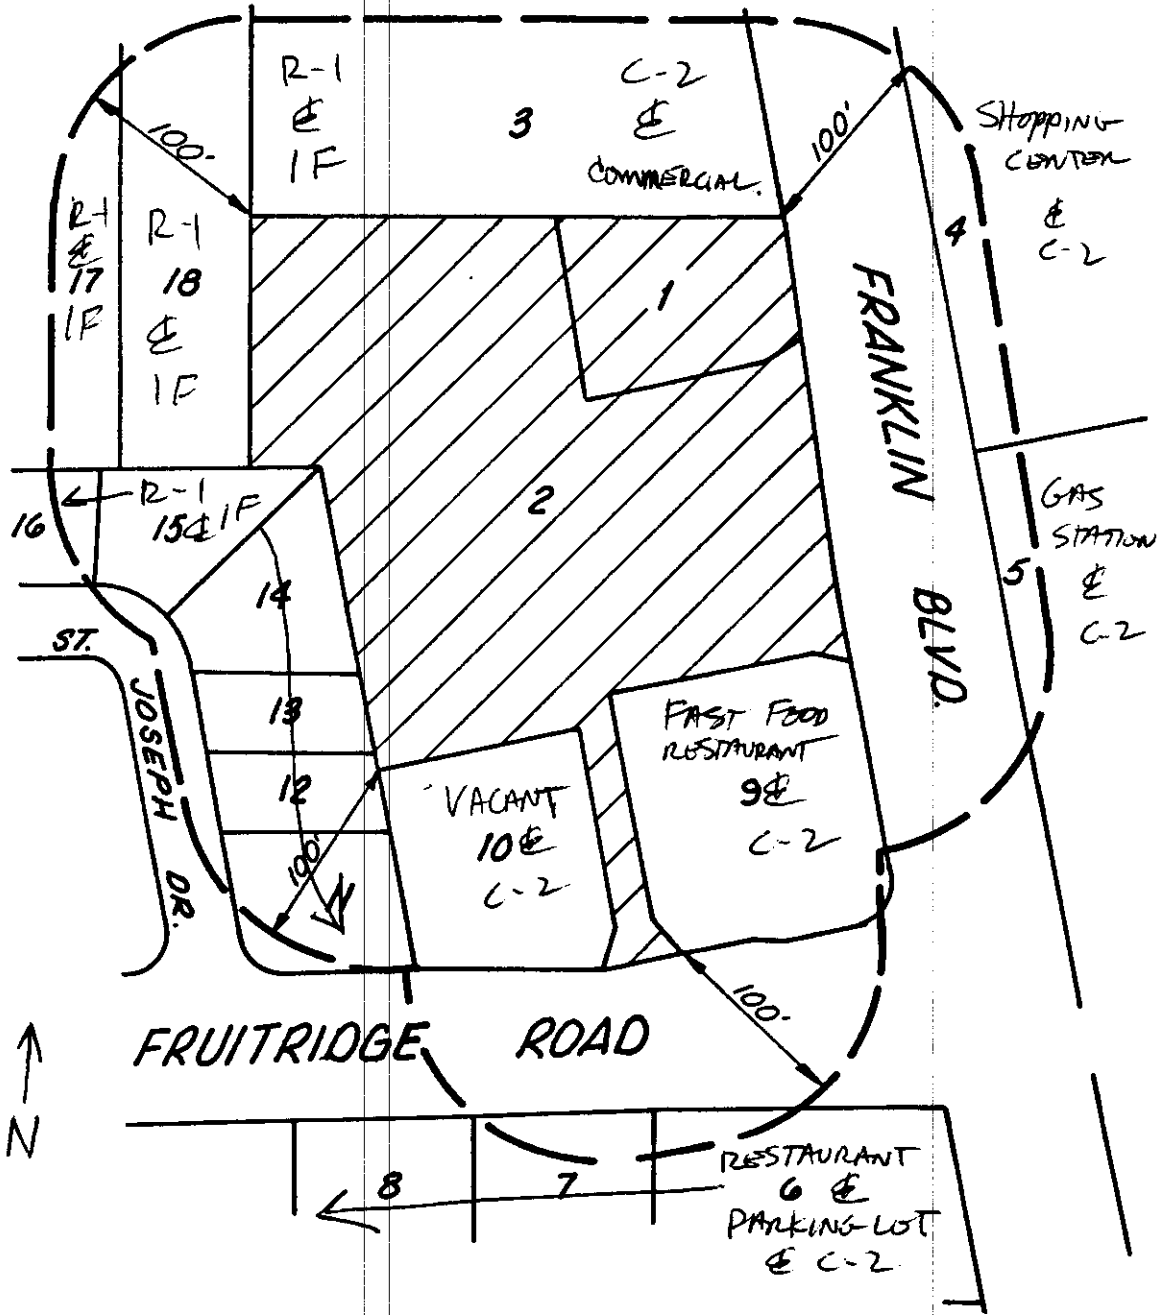 R-1
&
1F
3
C-2
&
COMMERCIAL.
100'
100'
SHOPPING
CENTER
&
C-2
4
R-1
&
17
1F
R-1
18
&
1F
1
FRANKLIN BLVD.
2
GAS
STATION
&
C-2
5
16
R-1
15 & 1F
14
ST.
13
12
JOSEPH DR.
100'
VACANT
10 &
C-2
FAST FOOD
RESTAURANT
9 &
C-2
100'
FRUITRIDGE ROAD
N
8
7
RESTAURANT
6 &
PARKING LOT
& C-2